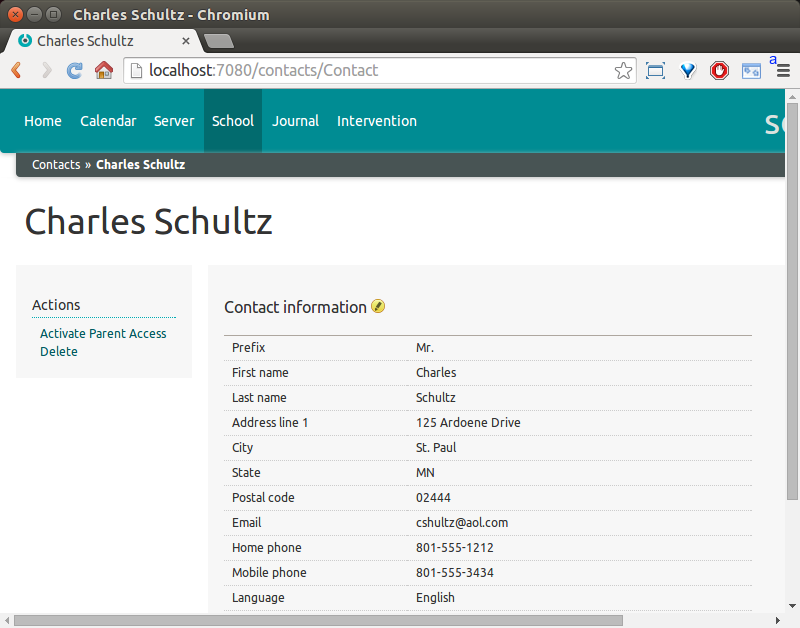 Charles Schultz - Chromium
Charles Schultz
localhost:7080/contacts/Contact
a
Home Calendar Server School Journal Intervention
Contacts » Charles Schultz
Charles Schultz
Actions
Activate Parent Access
Delete
Contact information
Prefix Mr.
First name Charles
Last name Schultz
Address line 1 125 Ardoene Drive
City St. Paul
State MN
Postal code 02444
Email cshultz@aol.com
Home phone 801-555-1212
Mobile phone 801-555-3434
Language English